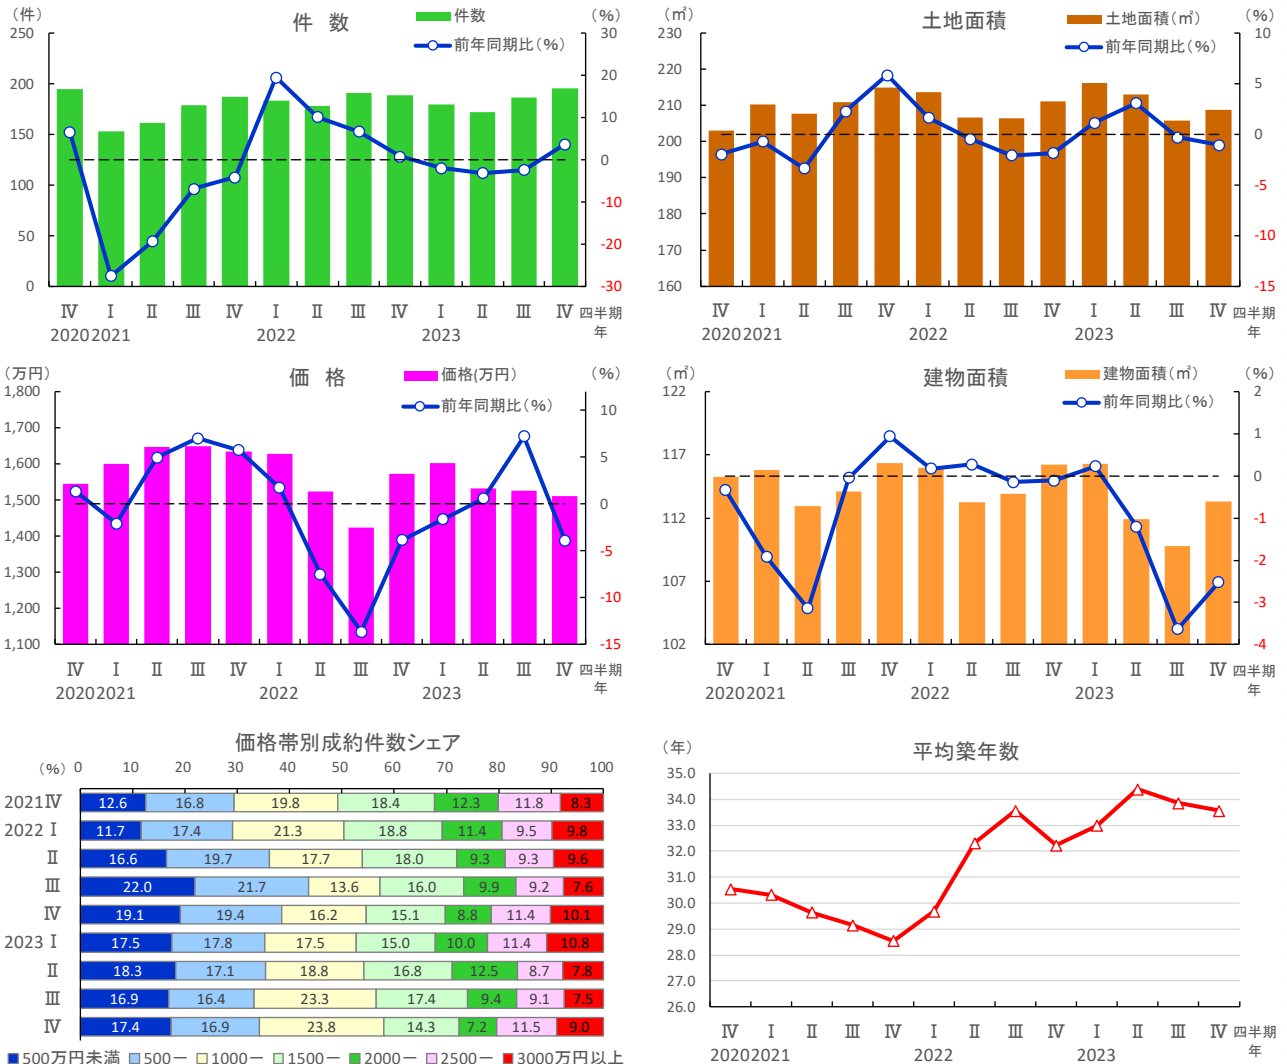 件　数
(件)
(%)
件数
前年同期比(%)
250
200
150
100
50
0
30
20
10
0
-10
-20
-30
Ⅳ Ⅰ Ⅱ Ⅲ Ⅳ Ⅰ Ⅱ Ⅲ Ⅳ Ⅰ Ⅱ Ⅲ Ⅳ 四半期
2020 2021 2022 2023 年
土地面積
(㎡)
(%)
土地面積(㎡)
前年同期比(%)
230
220
210
200
190
180
170
160
10
5
0
-5
-10
-15
Ⅳ Ⅰ Ⅱ Ⅲ Ⅳ Ⅰ Ⅱ Ⅲ Ⅳ Ⅰ Ⅱ Ⅲ Ⅳ 四半期
2020 2021 2022 2023 年
価　格
(万円)
(%)
価格(万円)
前年同期比(%)
1,800
1,700
1,600
1,500
1,400
1,300
1,200
1,100
10
5
0
-5
-10
-15
Ⅳ Ⅰ Ⅱ Ⅲ Ⅳ Ⅰ Ⅱ Ⅲ Ⅳ Ⅰ Ⅱ Ⅲ Ⅳ 四半期
2020 2021 2022 2023 年
建物面積
(㎡)
(%)
建物面積(㎡)
前年同期比(%)
122
117
112
107
102
2
1
0
-1
-2
-3
-4
Ⅳ Ⅰ Ⅱ Ⅲ Ⅳ Ⅰ Ⅱ Ⅲ Ⅳ Ⅰ Ⅱ Ⅲ Ⅳ 四半期
2020 2021 2022 2023 年
価格帯別成約件数シェア
(%) 0 10 20 30 40 50 60 70 80 90 100
2021Ⅳ 12.6 16.8 19.8 18.4 12.3 11.8 8.3
2022 Ⅰ 11.7 17.4 21.3 18.8 11.4 9.5 9.8
Ⅱ 16.6 19.7 17.7 18.0 9.3 9.3 9.6
Ⅲ 22.0 21.7 13.6 16.0 9.9 9.2 7.6
Ⅳ 19.1 19.4 16.2 15.1 8.8 11.4 10.1
2023 Ⅰ 17.5 17.8 17.5 15.0 10.0 11.4 10.8
Ⅱ 18.3 17.1 18.8 16.8 12.5 8.7 7.8
Ⅲ 16.9 16.4 23.3 17.4 9.4 9.1 7.5
Ⅳ 17.4 16.9 23.8 14.3 7.2 11.5 9.0
500万円未満 500－ 1000－ 1500－ 2000－ 2500－ 3000万円以上
平均築年数
(年)
35.0
34.0
33.0
32.0
31.0
30.0
29.0
28.0
27.0
26.0
Ⅳ Ⅰ Ⅱ Ⅲ Ⅳ Ⅰ Ⅱ Ⅲ Ⅳ Ⅰ Ⅱ Ⅲ Ⅳ 四半期
2020 2021 2022 2023 年